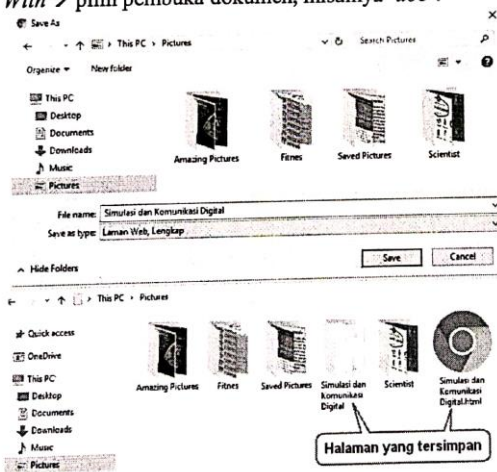 With → pilih pembuka dokumen, misalnya
Save As
This PC › Pictures
Search Pictures
Organize
New folder
This PC
Desktop
Documents
Downloads
Music
Pictures
Amazing Pictures
Fitnes
Saved Pictures
Scientist
File name: Simulasi dan Komunikasi Digital
Save as type: Laman Web, Lengkap
Hide Folders
Save
Cancel
This PC › Pictures
Quick access
OneDrive
This PC
Desktop
Documents
Downloads
Music
Pictures
Amazing Pictures
Fitnes
Saved Pictures
Simulasi dan
Komunikasi
Digital
Scientist
Simulasi dan
Komunikasi
Digital.html
Halaman yang tersimpan